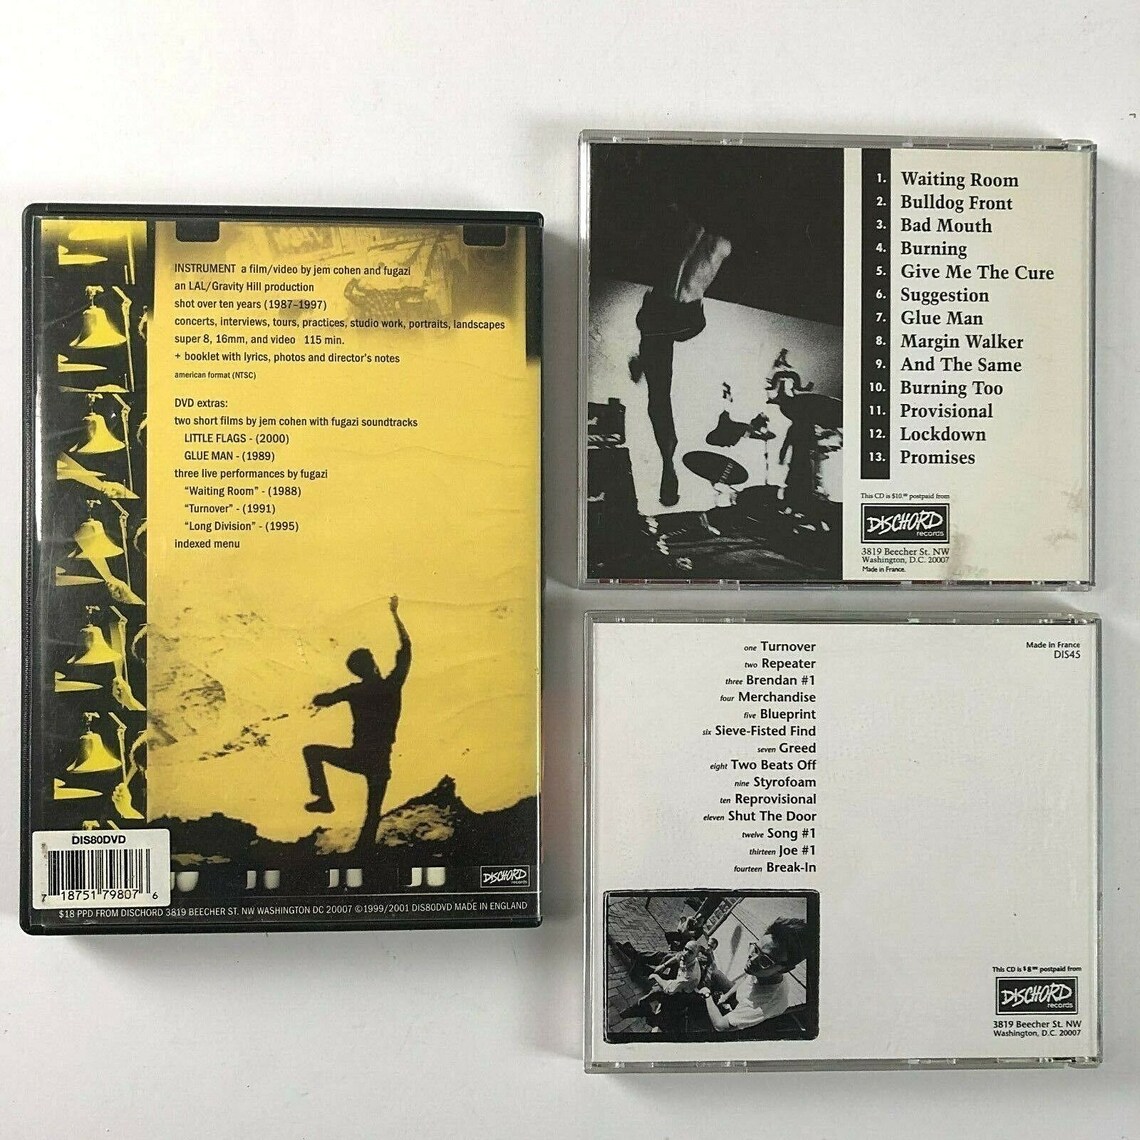 INSTRUMENT a film/video by jem cohen and fugazi
an LAL/Gravity Hill production
shot over ten years (1987–1997)
concerts, interviews, tours, practices, studio work, portraits, landscapes
super 8, 16mm, and video 115 min.
+ booklet with lyrics, photos and director's notes
american format (NTSC)
DVD extras:
two short films by jem cohen with fugazi soundtracks
LITTLE FLAGS - (2000)
GLUE MAN - (1989)
three live performances by fugazi
"Waiting Room" - (1988)
"Turnover" - (1991)
"Long Division" - (1995)
indexed menu
DIS80DVD
7 18751 79807 6
DISCHORD
records
$18 PPD FROM DISCHORD 3819 BEECHER ST. NW WASHINGTON DC 20007 ©1999/2001 DIS80DVD MADE IN ENGLAND
1. Waiting Room
2. Bulldog Front
3. Bad Mouth
4. Burning
5. Give Me The Cure
6. Suggestion
7. Glue Man
8. Margin Walker
9. And The Same
10. Burning Too
11. Provisional
12. Lockdown
13. Promises
This CD is $10.00 postpaid from
DISCHORD
records
3819 Beecher St. NW
Washington, D.C. 20007
Made in France.
one Turnover
two Repeater
three Brendan #1
four Merchandise
five Blueprint
six Sieve-Fisted Find
seven Greed
eight Two Beats Off
nine Styrofoam
ten Reprovisional
eleven Shut The Door
twelve Song #1
thirteen Joe #1
fourteen Break-In
Made in France
DIS45
This CD is $8.00 postpaid from
DISCHORD
records
3819 Beecher St. NW
Washington, D.C. 20007